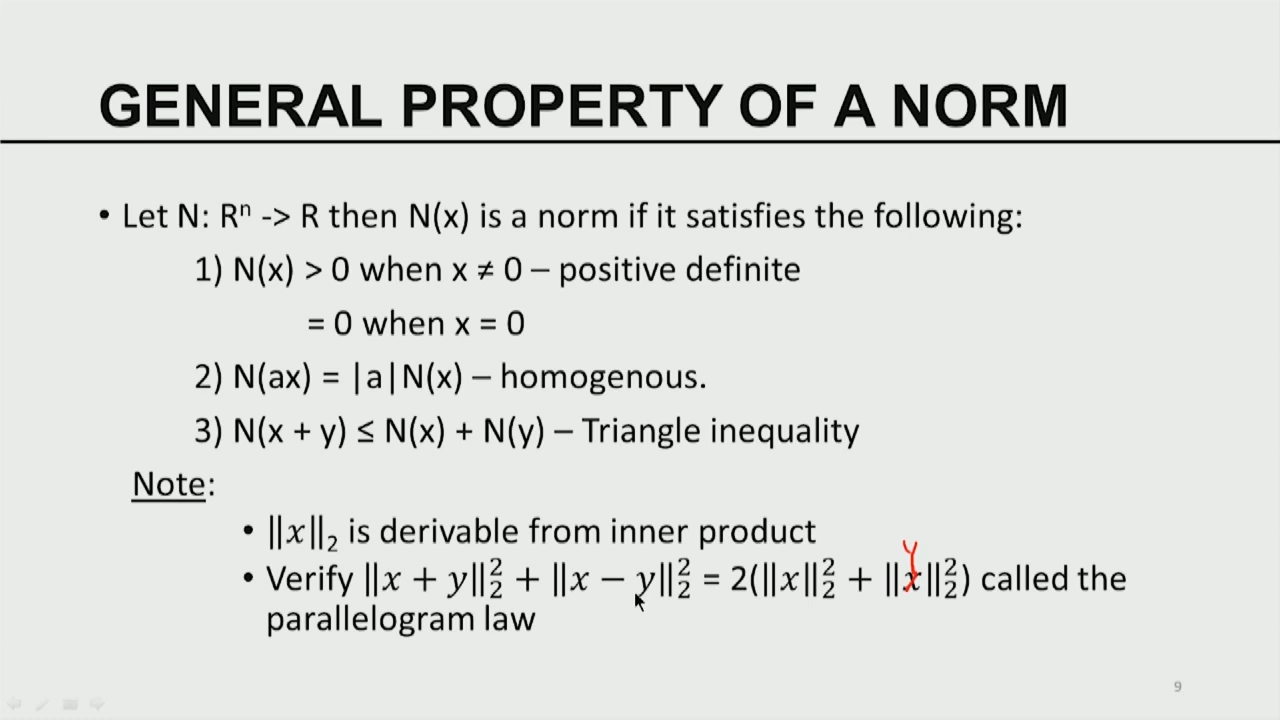 GENERAL PROPERTY OF A NORM
• Let N: Rⁿ -> R then N(x) is a norm if it satisfies the following:
1) N(x) > 0 when x ≠ 0 – positive definite
= 0 when x = 0
2) N(ax) = |a|N(x) – homogenous.
3) N(x + y) ≤ N(x) + N(y) – Triangle inequality
Note:
• ||𝑥||₂ is derivable from inner product
y
• Verify ||𝑥 + 𝑦||₂² + ||𝑥 − 𝑦||₂² = 2(||𝑥||₂² + ||𝑥||₂²) called the
parallelogram law
9